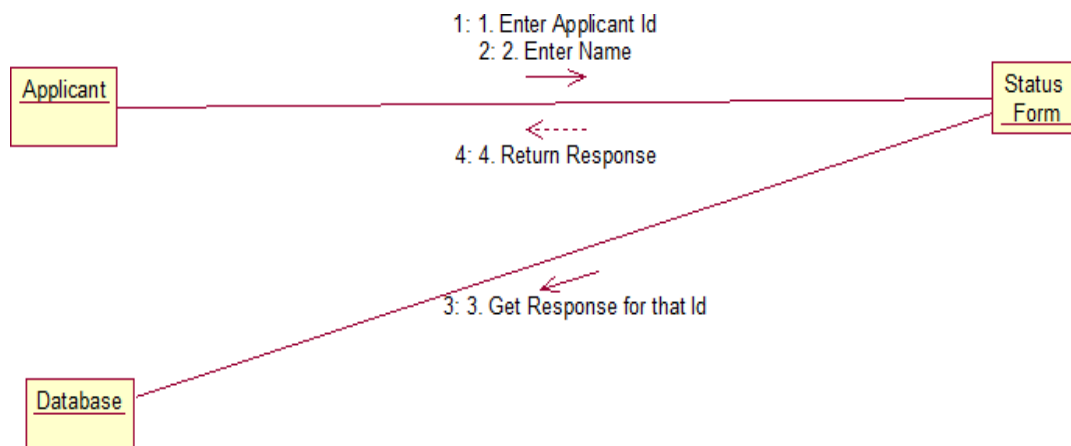 1: 1. Enter Applicant Id
2: 2. Enter Name
Applicant
Status
Form
4: 4. Return Response
3: 3. Get Response for that Id
Database